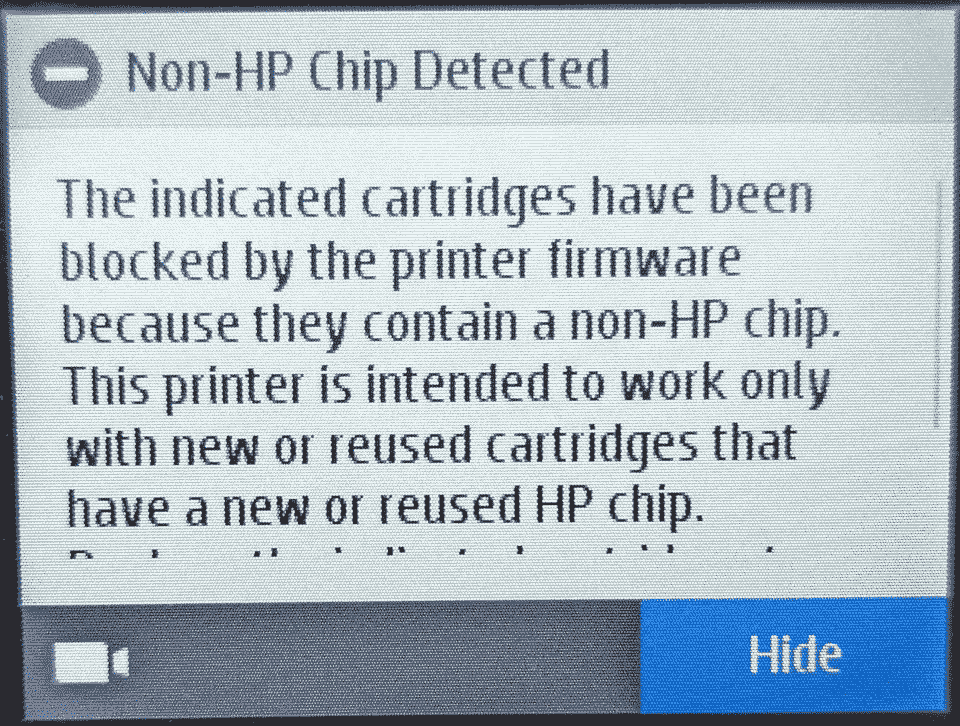 Non-HP Chip Detected
The indicated cartridges have been
blocked by the printer firmware
because they contain a non-HP chip.
This printer is intended to work only
with new or reused cartridges that
have a new or reused HP chip.
Hide